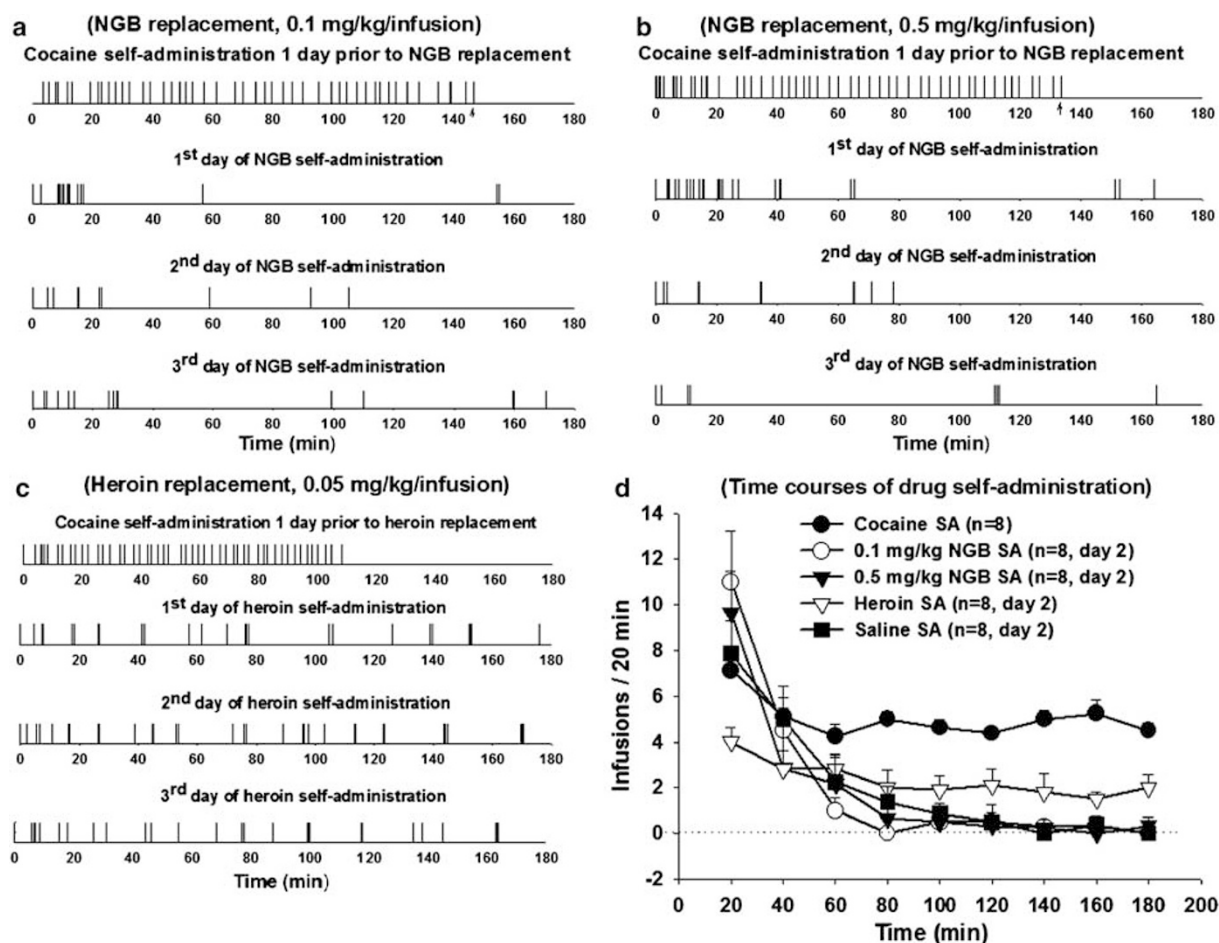 a (NGB replacement, 0.1 mg/kg/infusion)
Cocaine self-administration 1 day prior to NGB replacement
0 20 40 60 80 100 120 140 160 180
1st day of NGB self-administration
0 20 40 60 80 100 120 140 160 180
2nd day of NGB self-administration
0 20 40 60 80 100 120 140 160 180
3rd day of NGB self-administration
0 20 40 60 80 100 120 140 160 180
Time (min)
b (NGB replacement, 0.5 mg/kg/infusion)
Cocaine self-administration 1 day prior to NGB replacement
0 20 40 60 80 100 120 140 160 180
1st day of NGB self-administration
0 20 40 60 80 100 120 140 160 180
2nd day of NGB self-administration
0 20 40 60 80 100 120 140 160 180
3rd day of NGB self-administration
0 20 40 60 80 100 120 140 160 180
Time (min)
c (Heroin replacement, 0.05 mg/kg/infusion)
Cocaine self-administration 1 day prior to heroin replacement
0 20 40 60 80 100 120 140 160 180
1st day of heroin self-administration
0 20 40 60 80 100 120 140 160 180
2nd day of heroin self-administration
0 20 40 60 80 100 120 140 160 180
3rd day of heroin self-administration
0 20 40 60 80 100 120 140 160 180
Time (min)
d (Time courses of drug self-administration)
Cocaine SA (n=8)
0.1 mg/kg NGB SA (n=8, day 2)
0.5 mg/kg NGB SA (n=8, day 2)
Heroin SA (n=8, day 2)
Saline SA (n=8, day 2)
Infusions / 20 min
14
12
10
8
6
4
2
0
-2
0 20 40 60 80 100 120 140 160 180 200
Time (min)